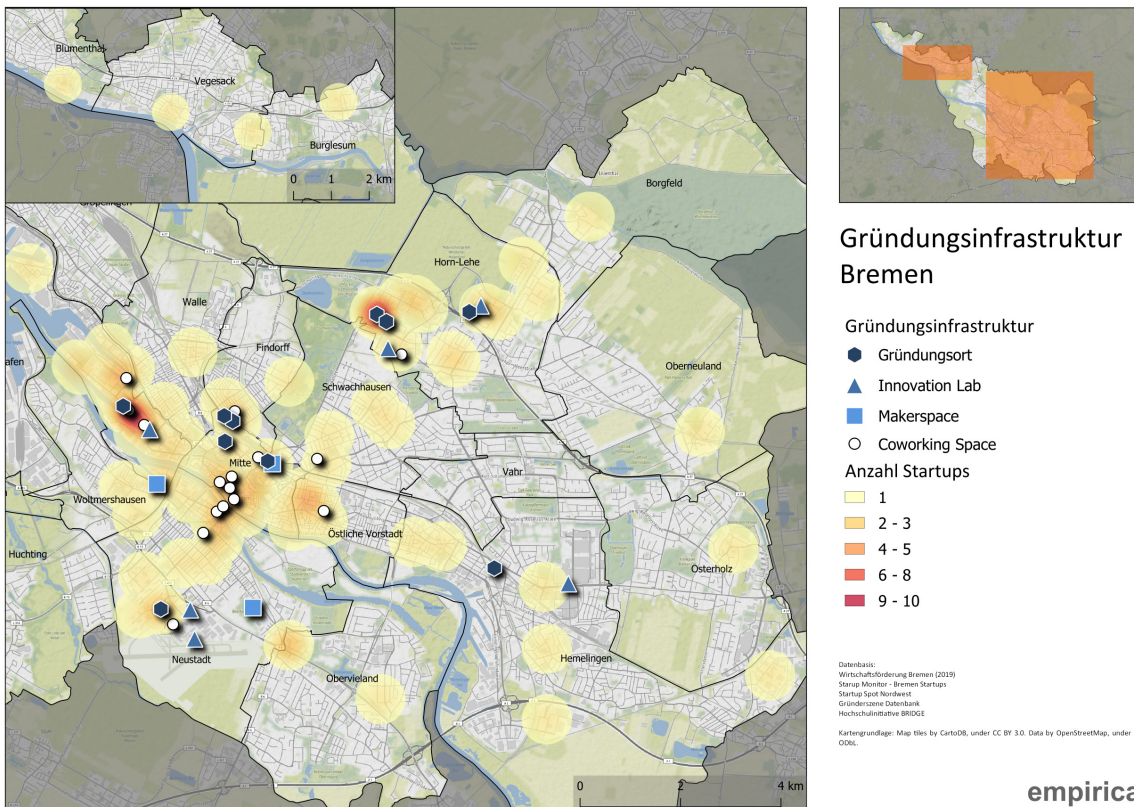 Blumenthal
Vegesack
Burglesum
0 1 2 km
Gröpelingen
Borgfeld
Horn-Lehe
Walle
Findorff
Oberneuland
Schwachhausen
Mitte
Vahr
Woltmershausen
Östliche Vorstadt
Huchting
Österholz
Neustadt
Hemelingen
Obervieland
0 2 4 km
Gründungsinfrastruktur
Bremen
Gründungsinfrastruktur
Gründungsort
Innovation Lab
Makerspace
Coworking Space
Anzahl Startups
1
2 - 3
4 - 5
6 - 8
9 - 10
Datenbasis:
Wirtschaftsförderung Bremen (2019)
Starup Monitor - Bremen Startups
Startup Spot Nordwest
Gründerszene Datenbank
Hochschulinitiative BRIDGE
Kartengrundlage: Map tiles by CartoDB, under CC BY 3.0. Data by OpenStreetMap, under
ODbL.
empirica